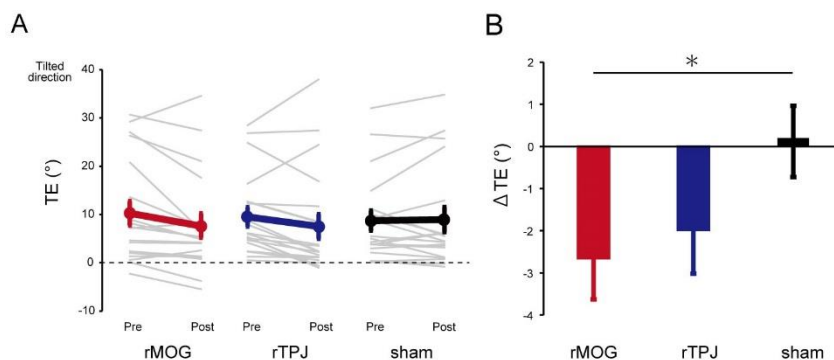 A
Tilted
direction
40
30
20
10
0
-10
TE (°)
Pre Post Pre Post Pre Post
rMOG rTPJ sham
B
2
1
0
-1
-2
-3
-4
-5
Δ TE (°)
*
rMOG rTPJ sham